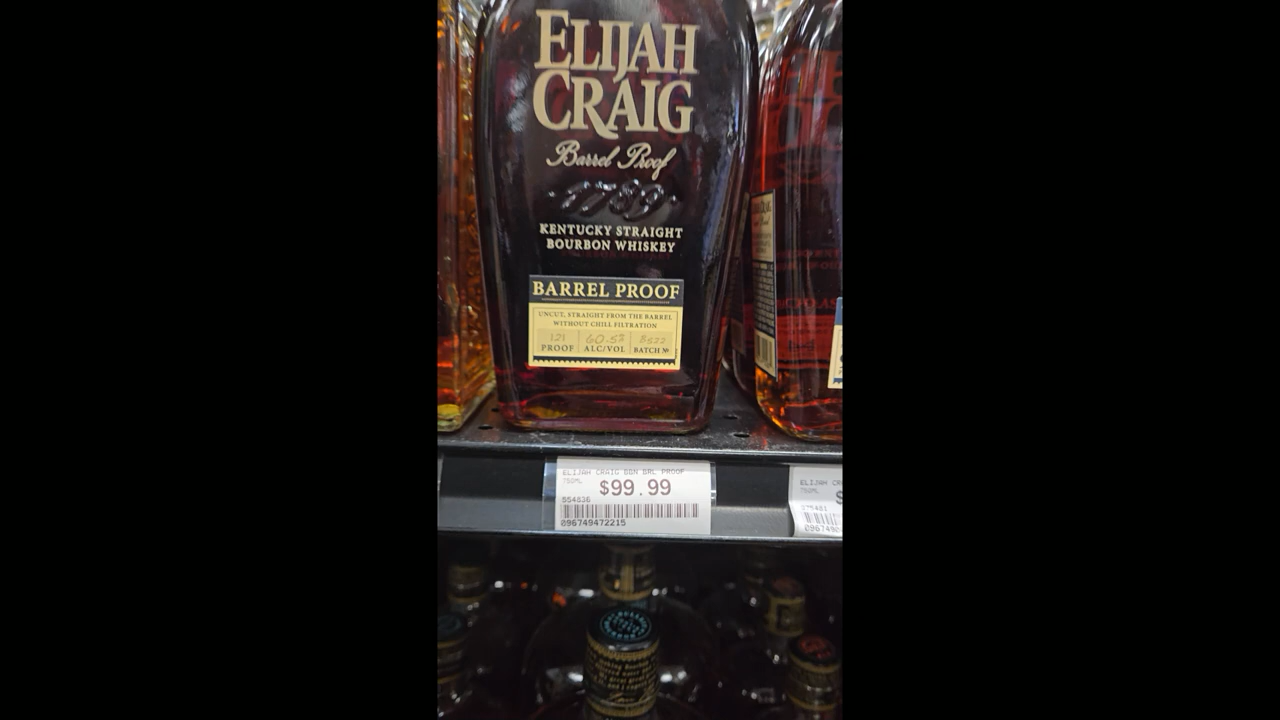 ELIJAH
CRAIG
Barrel Proof
1789
KENTUCKY STRAIGHT
BOURBON WHISKEY
BARREL PROOF
UNCUT, STRAIGHT FROM THE BARREL
WITHOUT CHILL FILTRATION
121 60.5% B522
PROOF ALC/VOL BATCH №
ELIJAH CRAIG BBN BRL PROOF
750ML
$99.99
554836
096749472215
ELIJAH
750ML
$